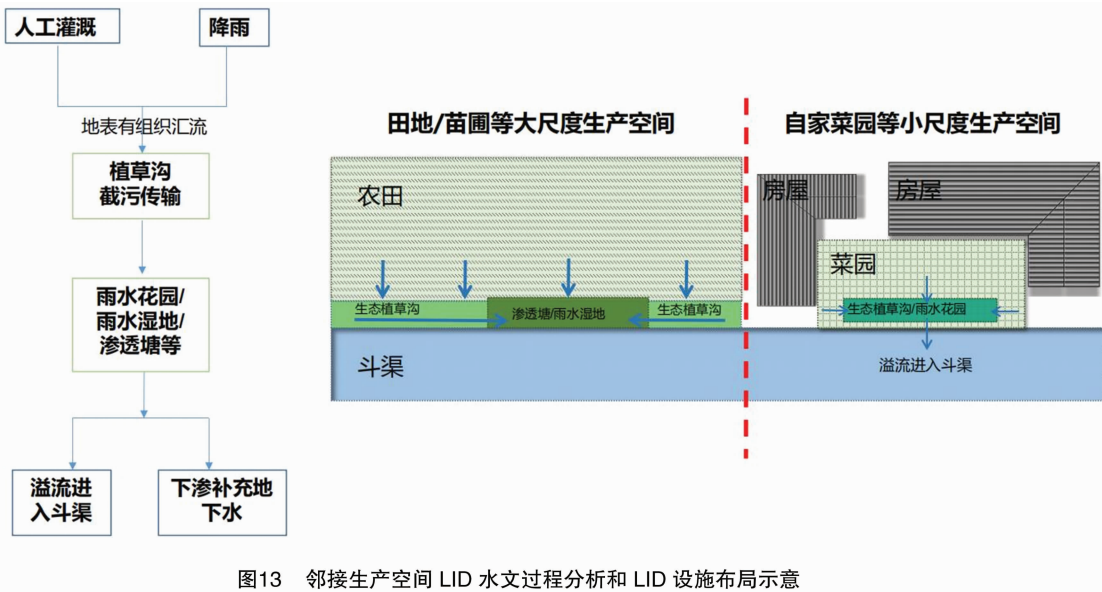 人工灌溉
降雨
地表有组织汇流
植草沟
截污传输
雨水花园/
雨水湿地/
渗透塘等
溢流进
入斗渠
下渗补充地
下水
田地/苗圃等大尺度生产空间
农田
生态植草沟
渗透塘/雨水湿地
生态植草沟
斗渠
自家菜园等小尺度生产空间
房屋
房屋
菜园
生态植草沟/雨水花园
溢流进入斗渠
图13 邻接生产空间 LID 水文过程分析和 LID 设施布局示意